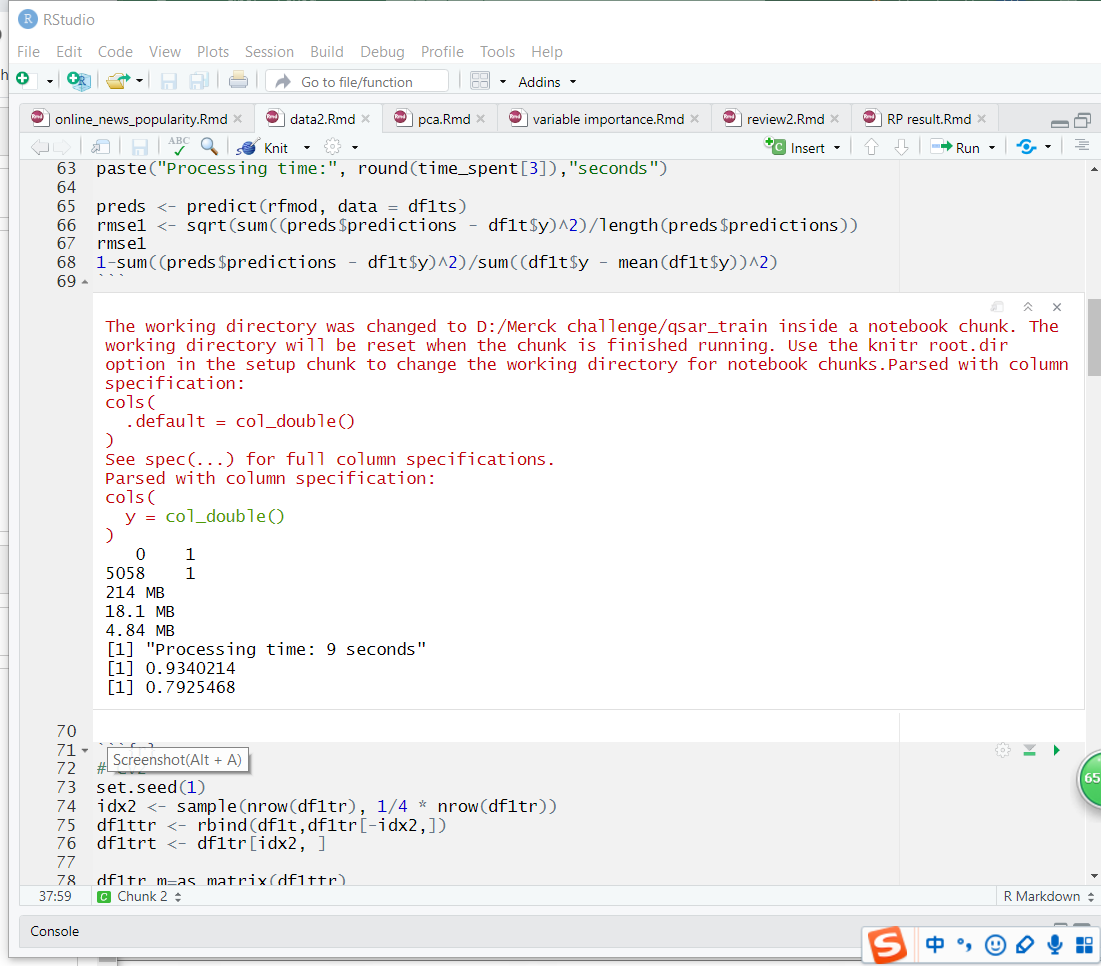 RStudio
File Edit Code View Plots Session Build Debug Profile Tools Help
Go to file/function Addins
online_news_popularity.Rmd data2.Rmd pca.Rmd variable importance.Rmd review2.Rmd RP result.Rmd
ABC Knit Insert Run
63 paste("Processing time:", round(time_spent[3]),"seconds")
64
65 preds <- predict(rfmod, data = df1ts)
66 rmse1 <- sqrt(sum((preds$predictions - df1t$y)^2)/length(preds$predictions))
67 rmse1
68 1-sum((preds$predictions - df1t$y)^2)/sum((df1t$y - mean(df1t$y))^2)
69 ```
The working directory was changed to D:/Merck challenge/qsar_train inside a notebook chunk. The
working directory will be reset when the chunk is finished running. Use the knitr root.dir
option in the setup chunk to change the working directory for notebook chunks.Parsed with column
specification:
cols(
.default = col_double()
)
See spec(...) for full column specifications.
Parsed with column specification:
cols(
y = col_double()
)
0 1
5058 1
214 MB
18.1 MB
4.84 MB
[1] "Processing time: 9 seconds"
[1] 0.9340214
[1] 0.7925468
70
71
Screenshot(Alt + A)
72 #
73 set.seed(1)
74 idx2 <- sample(nrow(df1tr), 1/4 * nrow(df1tr))
75 df1ttr <- rbind(df1t,df1tr[-idx2,])
76 df1trt <- df1tr[idx2, ]
77
78 df1tr_m=as.matrix(df1ttr)
37:59 Chunk 2 R Markdown
Console
65
中